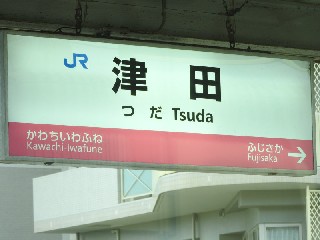 JR 津田
つだ Tsuda
かわちいわふね ふじさか
Kawachi-Iwafune Fujisaka →